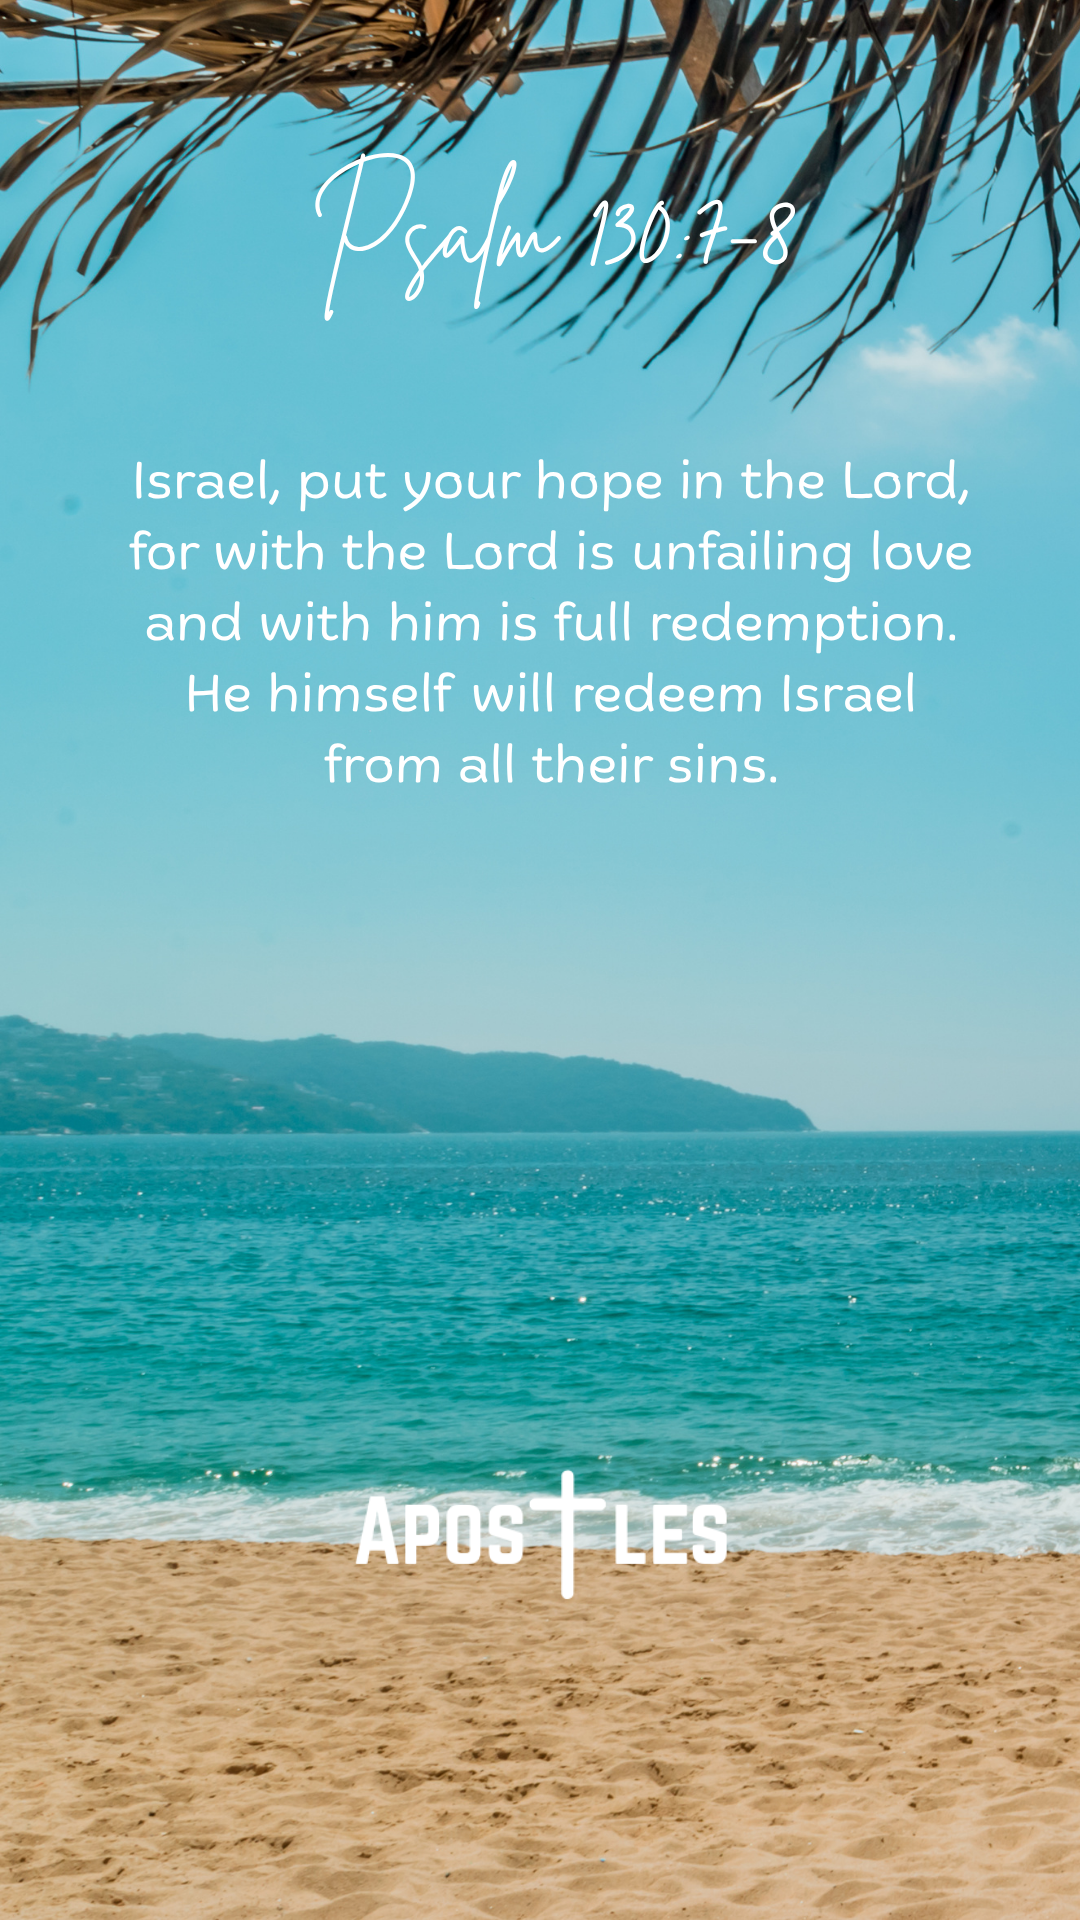 Psalm 130:7-8
Israel, put your hope in the Lord,
for with the Lord is unfailing love
and with him is full redemption.
He himself will redeem Israel
from all their sins.
APOSTLES